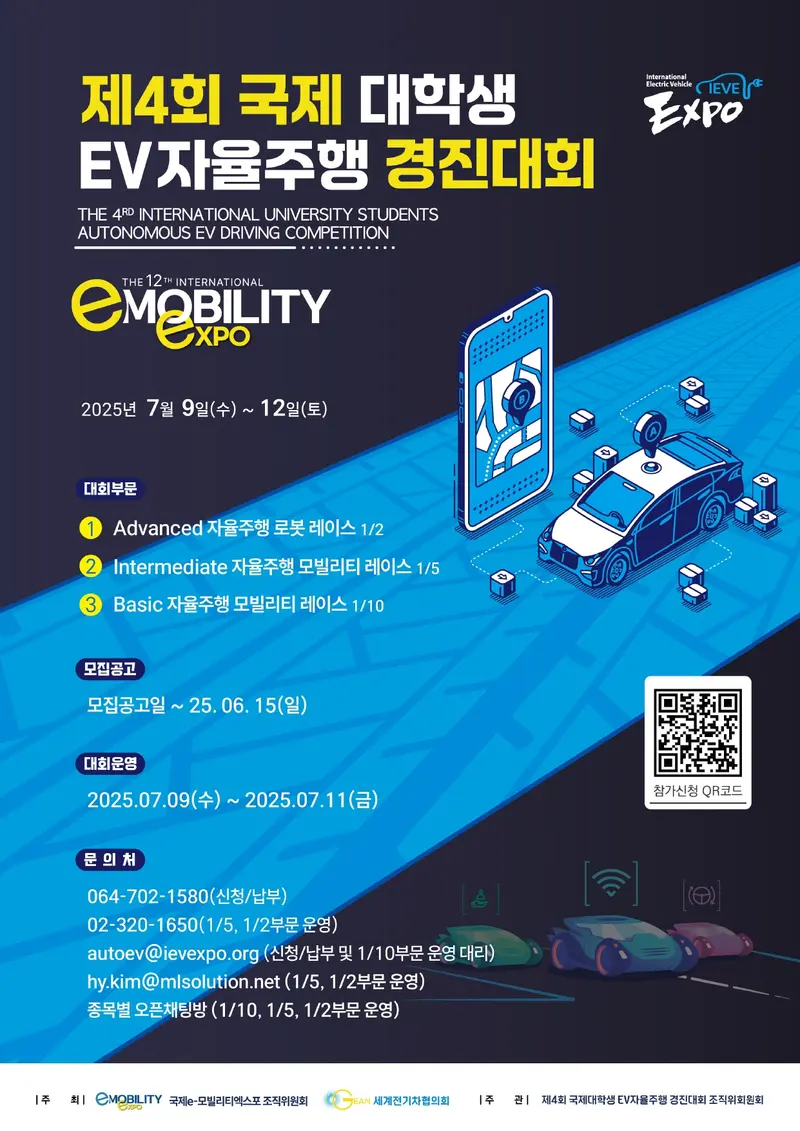 제4회 국제 대학생
EV자율주행 경진대회
THE 4RD INTERNATIONAL UNIVERSITY STUDENTS
AUTONOMOUS EV DRIVING COMPETITION
International
Electric Vehicle
IEVE
EXPO
THE 12TH INTERNATIONAL
eMOBILITY
eXPO
2025년 7월 9일(수) ~ 12일(토)
B
A
대회부문
1 Advanced 자율주행 로봇 레이스 1/2
2 Intermediate 자율주행 모빌리티 레이스 1/5
3 Basic 자율주행 모빌리티 레이스 1/10
모집공고
모집공고일 ~ 25. 06. 15(일)
참가신청 QR코드
대회운영
2025.07.09(수) ~ 2025.07.11(금)
문 의 처
064-702-1580(신청/납부)
02-320-1650(1/5, 1/2부문 운영)
autoev@ievexpo.org (신청/납부 및 1/10부문 운영 대라)
hy.kim@mlsolution.net (1/5, 1/2부문 운영)
종목별 오픈채팅방 (1/10, 1/5, 1/2부문 운영)
|주 최| eMOBILITY eXPO 국제e-모빌리티엑스포 조직위원회 GEAN 세계전기차협의회 |주 관| 제4회 국제대학생 EV자율주행 경진대회 조직위회원회